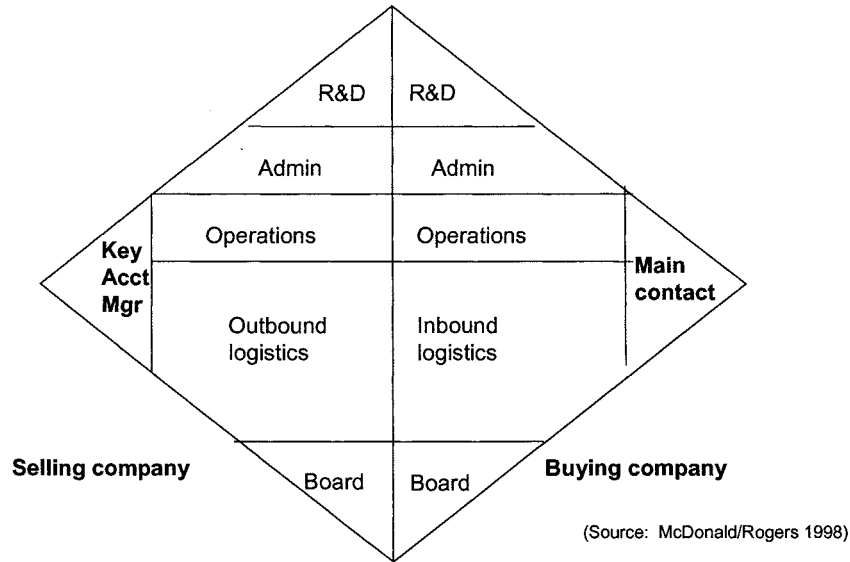 R&D R&D
Admin Admin
Operations Operations
Key
Acct
Mgr
Main
contact
Outbound
logistics
Inbound
logistics
Selling company
Board Board
Buying company
(Source: McDonald/Rogers 1998)